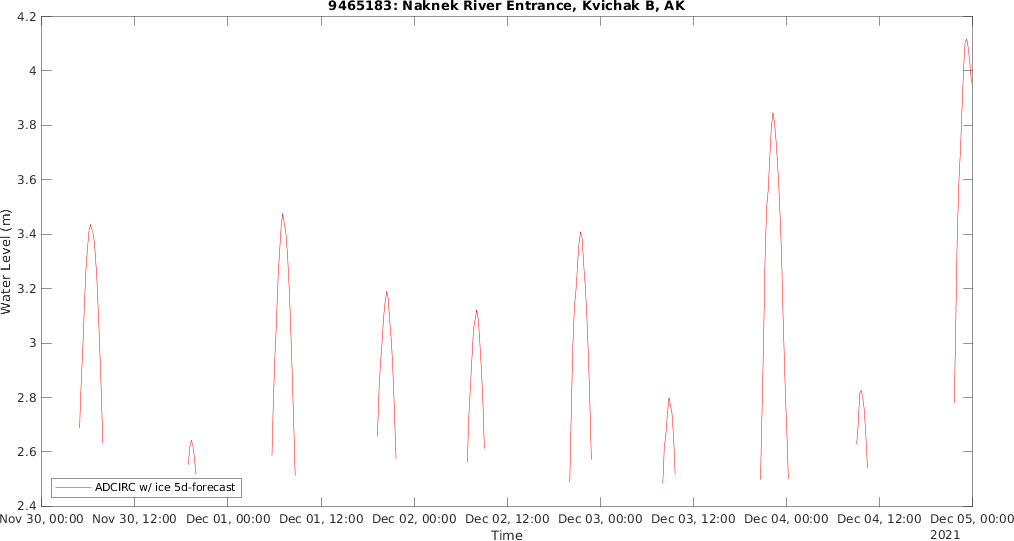 9465183: Naknek River Entrance, Kvichak B, AK
Water Level (m)
4.2
4
3.8
3.6
3.4
3.2
3
2.8
2.6
2.4
ADCIRC w/ ice 5d-forecast
Nov 30, 00:00 Nov 30, 12:00 Dec 01, 00:00 Dec 01, 12:00 Dec 02, 00:00 Dec 02, 12:00 Dec 03, 00:00 Dec 03, 12:00 Dec 04, 00:00 Dec 04, 12:00 Dec 05, 00:00
Time
2021